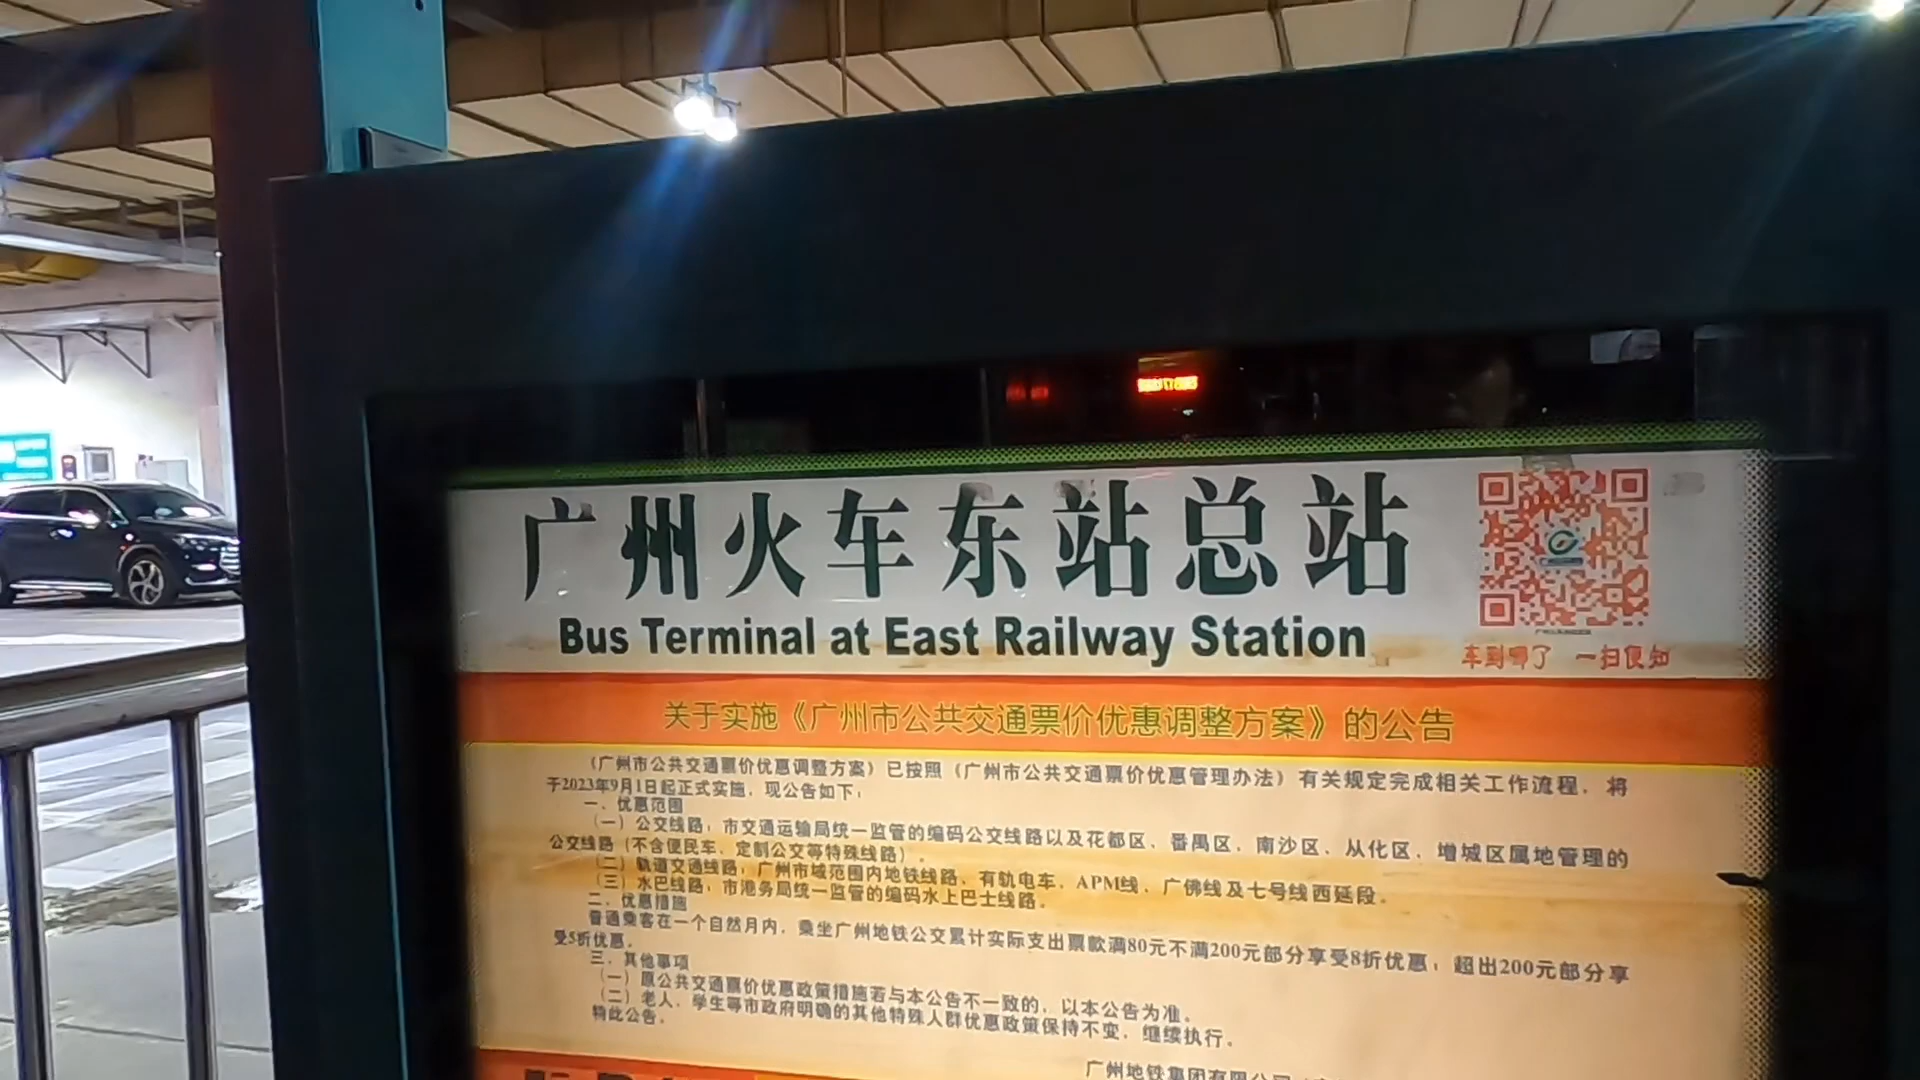 广州火车东站总站
Bus Terminal at East Railway Station
车到哪了 一扫便知
关于实施《广州市公共交通票价优惠调整方案》的公告
《广州市公共交通票价优惠调整方案》已按照《广州市公共交通票价优惠管理办法》有关规定完成相关工作流程，将
于2023年9月1日起正式实施，现公告如下：
一、优惠范围
（一）公交线路：市交通运输局统一监管的编码公交线路以及花都区、番禺区、南沙区、从化区、增城区属地管理的
公交线路（不含便民车、定制公交等特殊线路）。
（二）轨道交通线路：广州市域范围内地铁线路、有轨电车、APM线、广佛线及七号线西延段。
（三）水巴线路：市港务局统一监管的编码水上巴士线路。
二、优惠措施
普通乘客在一个自然月内，乘坐广州地铁公交累计实际支出票款满80元不满200元部分享受8折优惠；超出200元部分享
受5折优惠。
三、其他事项
（一）原公共交通票价优惠政策措施若与本公告不一致的，以本公告为准。
（二）老人、学生等市政府明确的其他特殊人群优惠政策保持不变，继续执行。
特此公告。
广州地铁集团有限公司